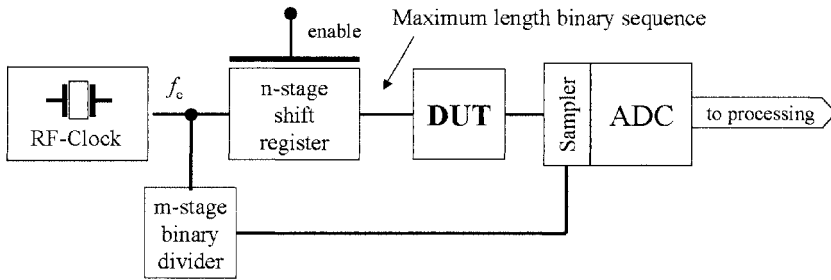 Maximum length binary sequence
enable
f_c
RF-Clock
n-stage
shift
register
DUT
Sampler
ADC
to processing
m-stage
binary
divider